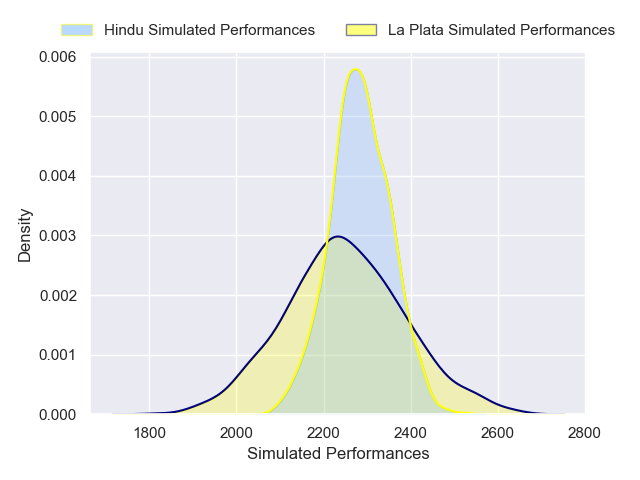 Hindu Simulated Performances La Plata Simulated Performances
0.006
0.005
0.004
0.003
0.002
0.001
0.000
Density
1800 2000 2200 2400 2600 2800
Simulated Performances